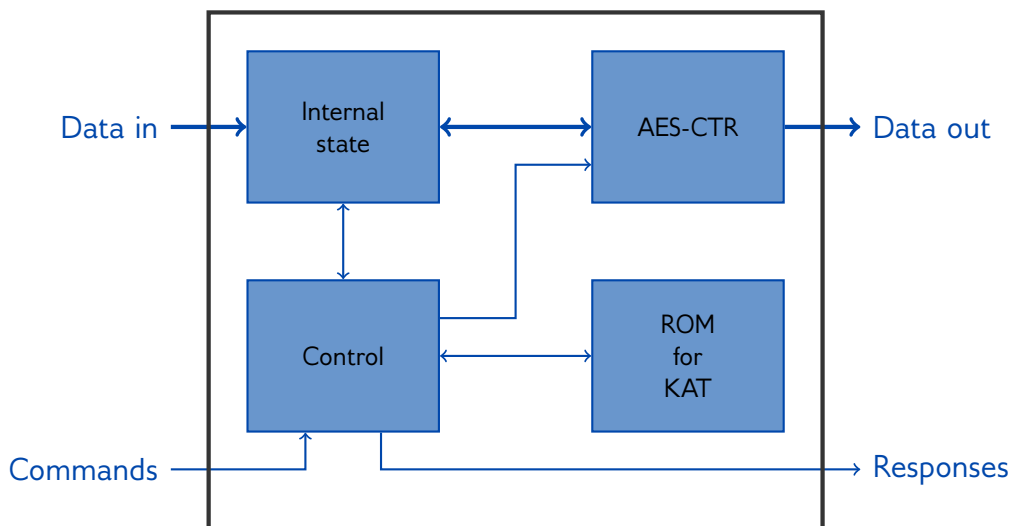 Data in
Internal
state
AES-CTR
Data out
Control
ROM
for
KAT
Commands
Responses